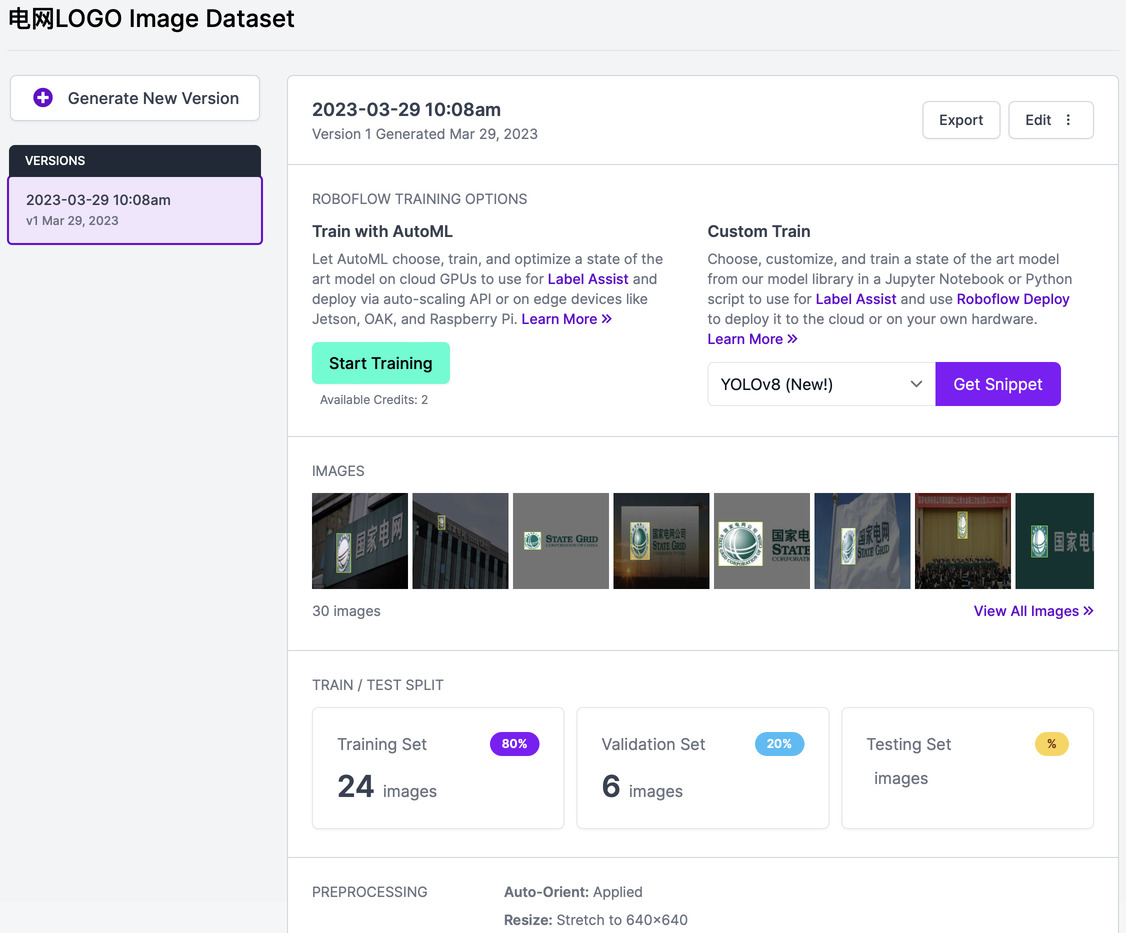 电网LOGO Image Dataset
Generate New Version
VERSIONS
2023-03-29 10:08am
v1 Mar 29, 2023
2023-03-29 10:08am
Version 1 Generated Mar 29, 2023
Export
Edit
ROBOFLOW TRAINING OPTIONS
Train with AutoML
Let AutoML choose, train, and optimize a state of the
art model on cloud GPUs to use for Label Assist and
deploy via auto-scaling API or on edge devices like
Jetson, OAK, and Raspberry Pi. Learn More
Start Training
Available Credits: 2
Custom Train
Choose, customize, and train a state of the art model
from our model library in a Jupyter Notebook or Python
script to use for Label Assist and use Roboflow Deploy
to deploy it to the cloud or on your own hardware.
Learn More
YOLOv8 (New!)
Get Snippet
IMAGES
国家电网
STATE GRID
CORPORATION OF CHINA
国家电网公司
STATE GRID
国家电
STATE
国家电网
STATE GRID
国家电
30 images
View All Images
TRAIN / TEST SPLIT
Training Set
80%
24 images
Validation Set
20%
6 images
Testing Set
%
images
PREPROCESSING
Auto-Orient: Applied
Resize: Stretch to 640×640